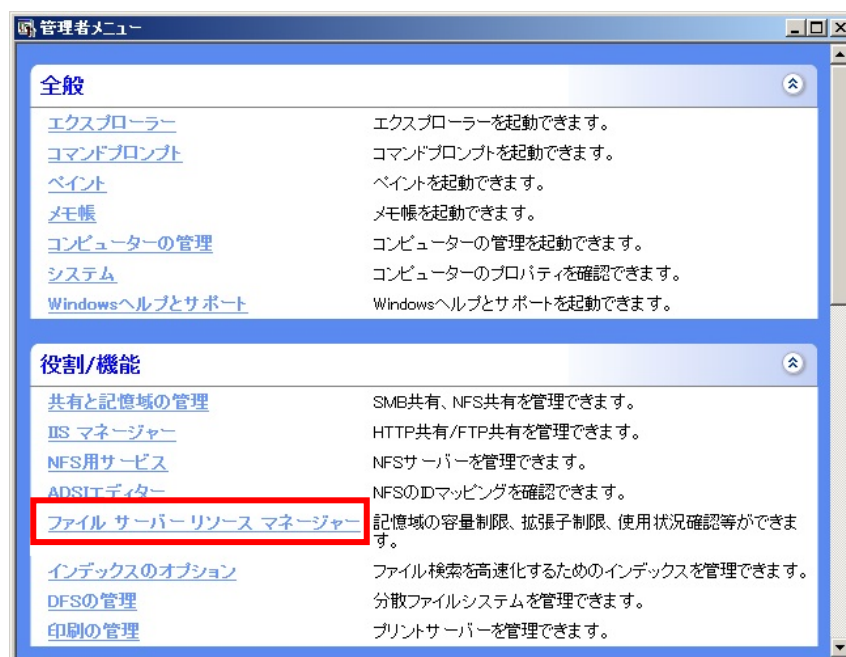 管理者メニュー
全般
エクスプローラー エクスプローラーを起動できます。
コマンドプロンプト コマンドプロンプトを起動できます。
ペイント ペイントを起動できます。
メモ帳 メモ帳を起動できます。
コンピューターの管理 コンピューターの管理を起動できます。
システム コンピューターのプロパティを確認できます。
Windowsヘルプとサポート Windowsヘルプとサポートを起動できます。
役割/機能
共有と記憶域の管理 SMB共有、NFS共有を管理できます。
IIS マネージャー HTTP共有/FTP共有を管理できます。
NFS用サービス NFSサーバーを管理できます。
ADSIエディター NFSのIDマッピングを確認できます。
ファイル サーバー リソース マネージャー 記憶域の容量制限、拡張子制限、使用状況確認等ができま
す。
インデックスのオプション ファイル検索を高速化するためのインデックスを管理できます。
DFSの管理 分散ファイルシステムを管理できます。
印刷の管理 プリントサーバーを管理できます。